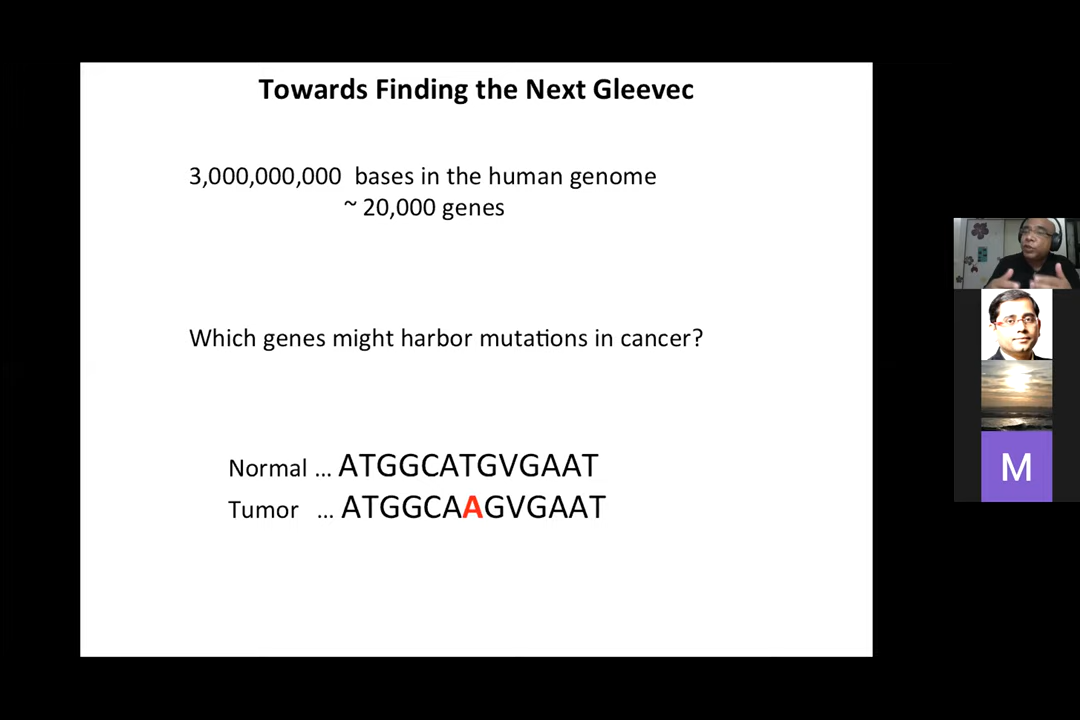 Towards Finding the Next Gleevec
3,000,000,000 bases in the human genome
~ 20,000 genes
Which genes might harbor mutations in cancer?
Normal ... ATGGCATGVGAAT
Tumor ... ATGGCAAGVGAAT
M